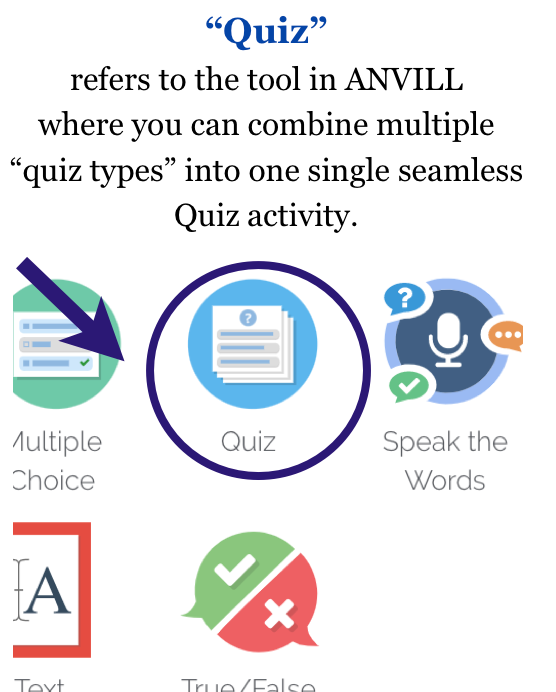 “Quiz”
refers to the tool in ANVILL
where you can combine multiple
“quiz types” into one single seamless
Quiz activity.
Multiple Quiz Speak the
Choice Words
A
Text True/False